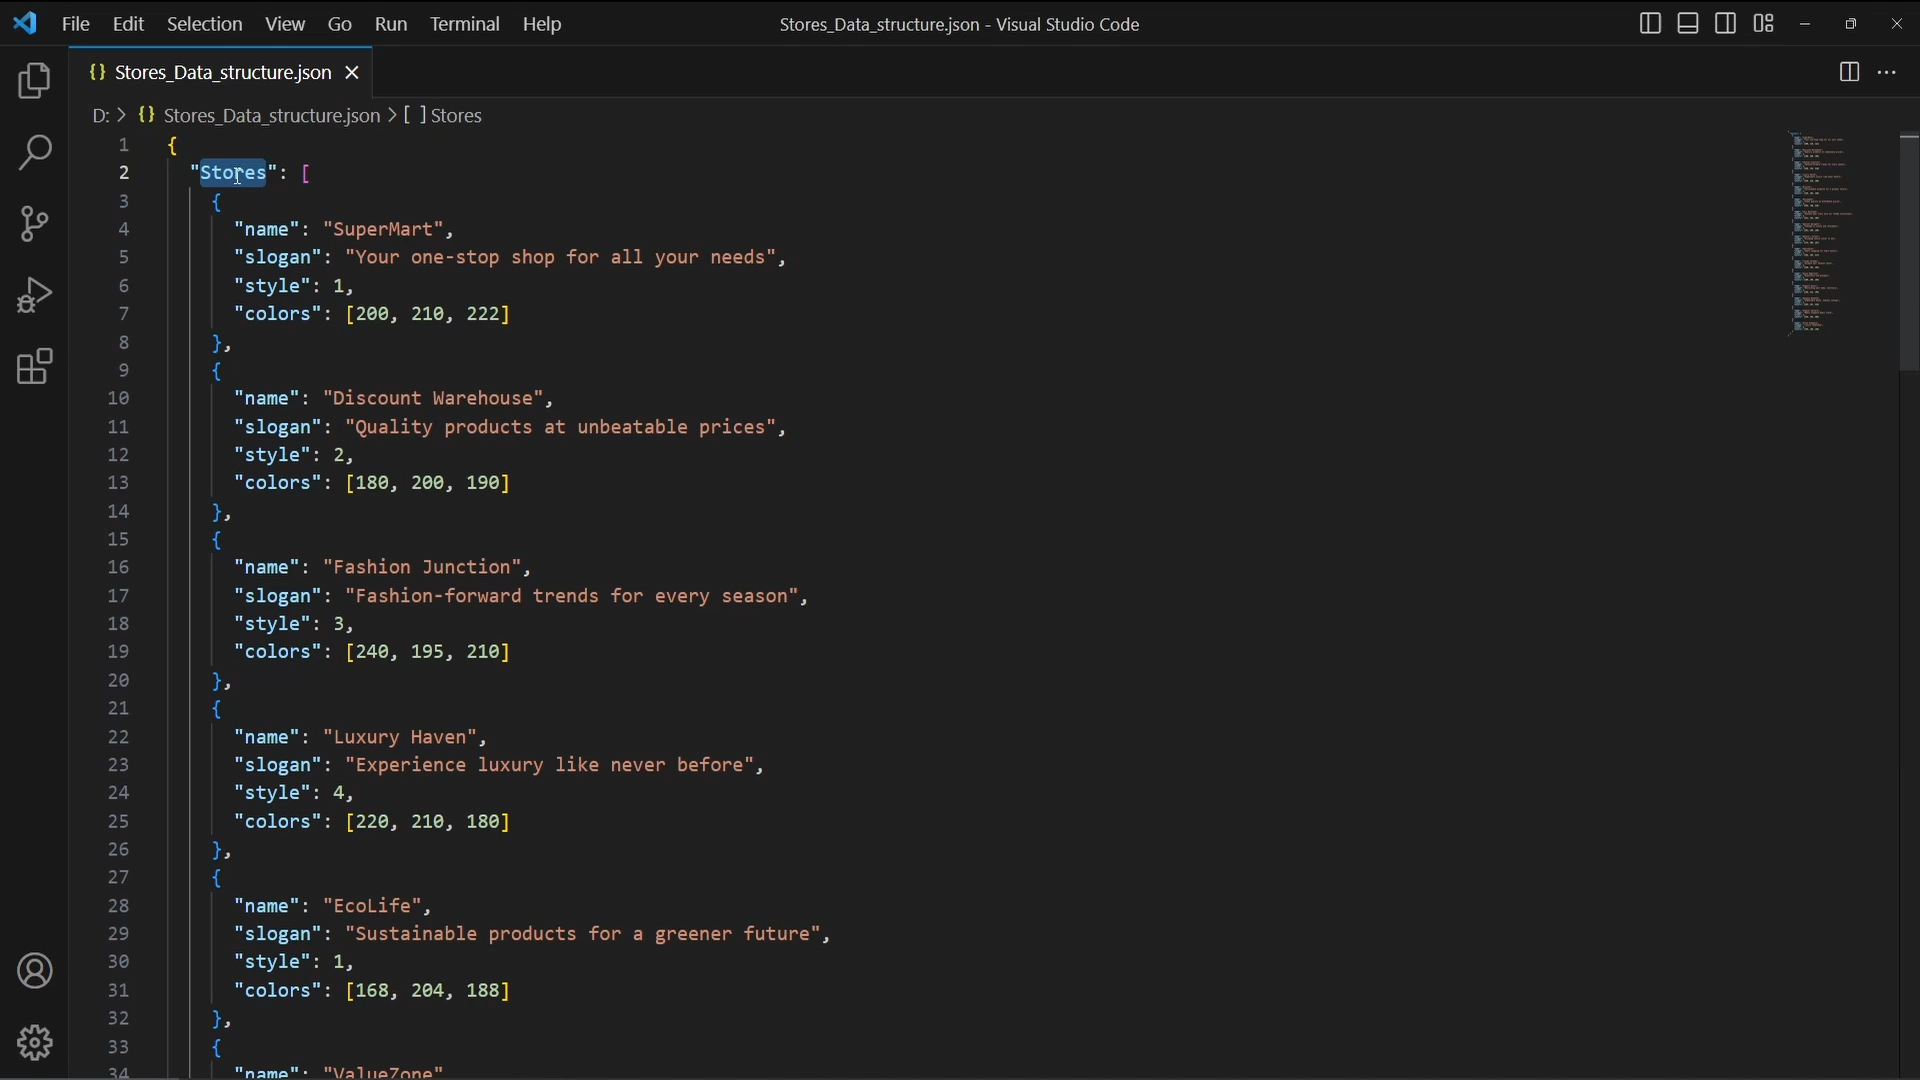 File Edit Selection View Go Run Terminal Help
Stores_Data_structure.json - Visual Studio Code
{} Stores_Data_structure.json ×
D: > {} Stores_Data_structure.json > [ ] Stores
1 {
2 "Stores": [
3 {
4 "name": "SuperMart",
5 "slogan": "Your one-stop shop for all your needs",
6 "style": 1,
7 "colors": [200, 210, 222]
8 },
9 {
10 "name": "Discount Warehouse",
11 "slogan": "Quality products at unbeatable prices",
12 "style": 2,
13 "colors": [180, 200, 190]
14 },
15 {
16 "name": "Fashion Junction",
17 "slogan": "Fashion-forward trends for every season",
18 "style": 3,
19 "colors": [240, 195, 210]
20 },
21 {
22 "name": "Luxury Haven",
23 "slogan": "Experience luxury like never before",
24 "style": 4,
25 "colors": [220, 210, 180]
26 },
27 {
28 "name": "EcoLife",
29 "slogan": "Sustainable products for a greener future",
30 "style": 1,
31 "colors": [168, 204, 188]
32 },
33 {
34 "name": "ValueZone"